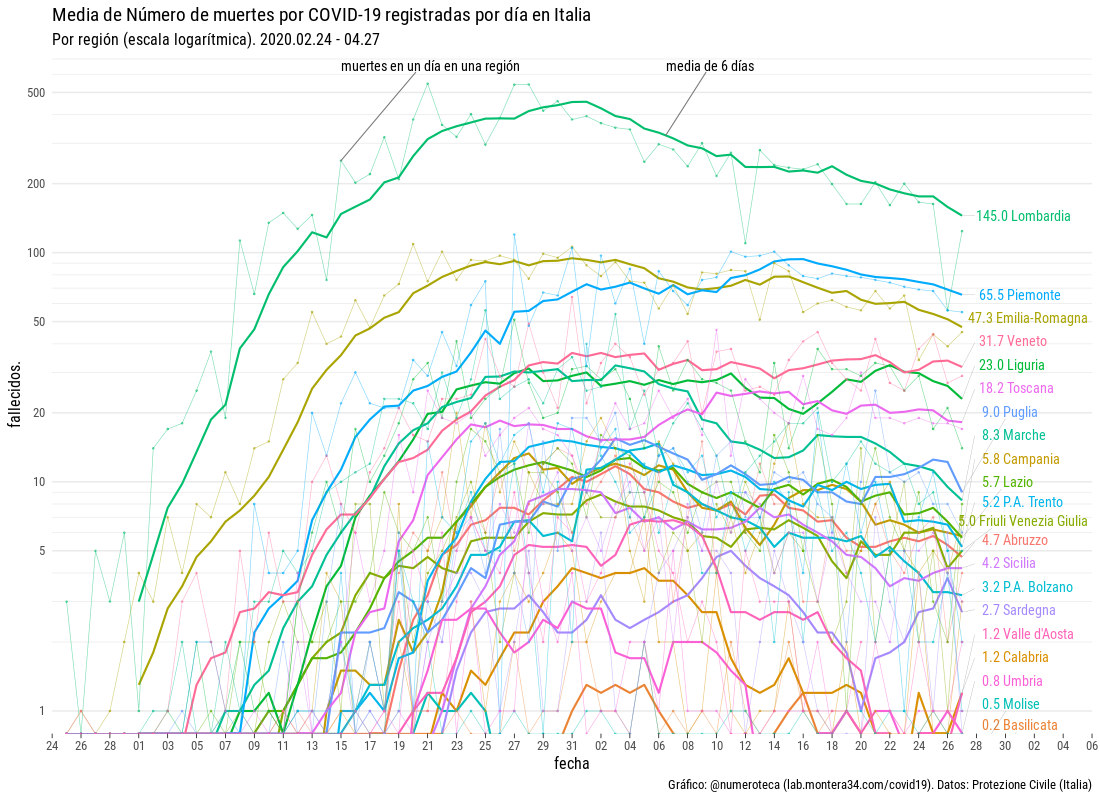 Media de Número de muertes por COVID-19 registradas por día en Italia
Por región (escala logarítmica). 2020.02.24 - 04.27
muertes en un día en una región
media de 6 días
500
200
100
50
20
10
5
1
fallecidos.
145.0 Lombardia
65.5 Piemonte
47.3 Emilia-Romagna
31.7 Veneto
23.0 Liguria
18.2 Toscana
9.0 Puglia
8.3 Marche
5.8 Campania
5.7 Lazio
5.2 P.A. Trento
5.0 Friuli Venezia Giulia
4.7 Abruzzo
4.2 Sicilia
3.2 P.A. Bolzano
2.7 Sardegna
1.2 Valle d'Aosta
1.2 Calabria
0.8 Umbria
0.5 Molise
0.2 Basilicata
24 26 28 01 03 05 07 09 11 13 15 17 19 21 23 25 27 29 31 02 04 06 08 10 12 14 16 18 20 22 24 26 28 30 02 04 06
fecha
Gráfico: @numeroteca (lab.montera34.com/covid19). Datos: Protezione Civile (Italia)